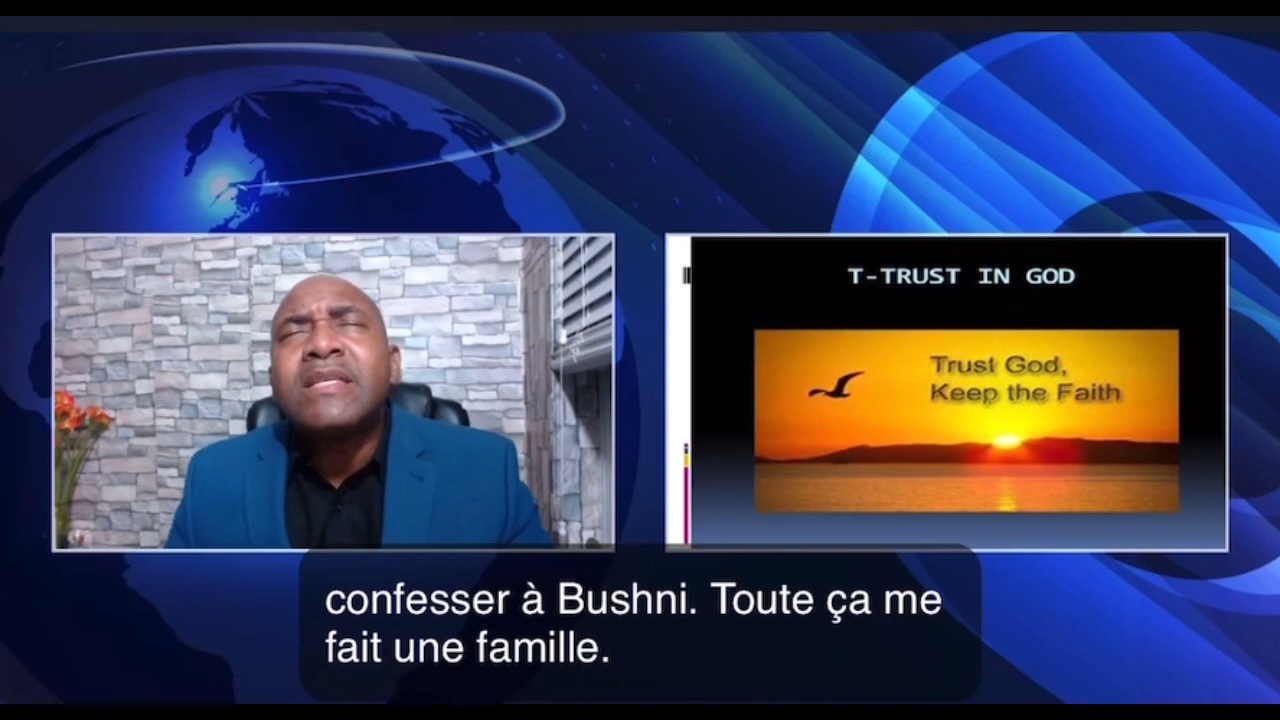 T-TRUST IN GOD
Trust God,
Keep the Faith
confesser à Bushni. Toute ça me
fait une famille.